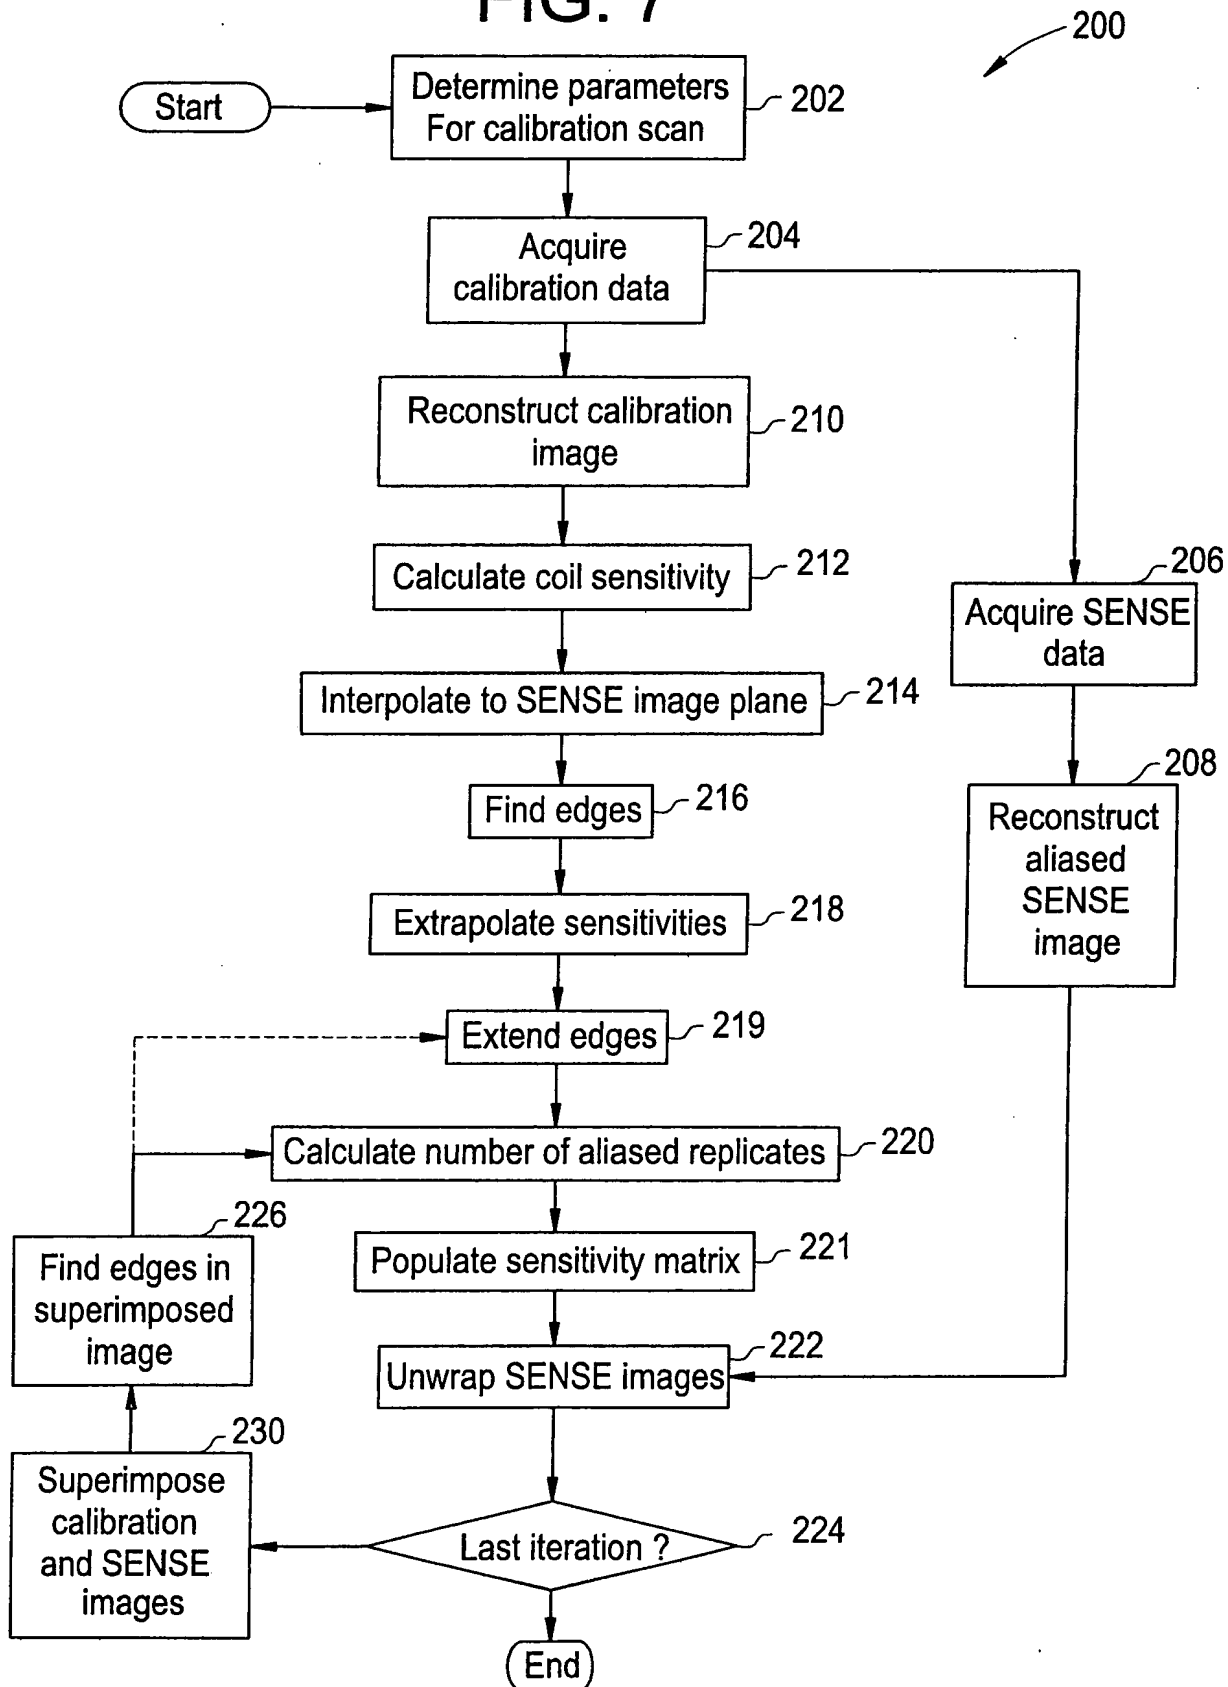 FIG. 7
200
Start
Determine parameters
For calibration scan
202
Acquire
calibration data
204
Reconstruct calibration
image
210
Calculate coil sensitivity
212
206
Acquire SENSE
data
Interpolate to SENSE image plane
214
208
Reconstruct
aliased
SENSE
image
Find edges
216
Extrapolate sensitivities
218
Extend edges
219
Calculate number of aliased replicates
220
226
Find edges in
superimposed
image
Populate sensitivity matrix
221
Unwrap SENSE images
222
230
Superimpose
calibration
and SENSE
images
Last iteration ?
224
End